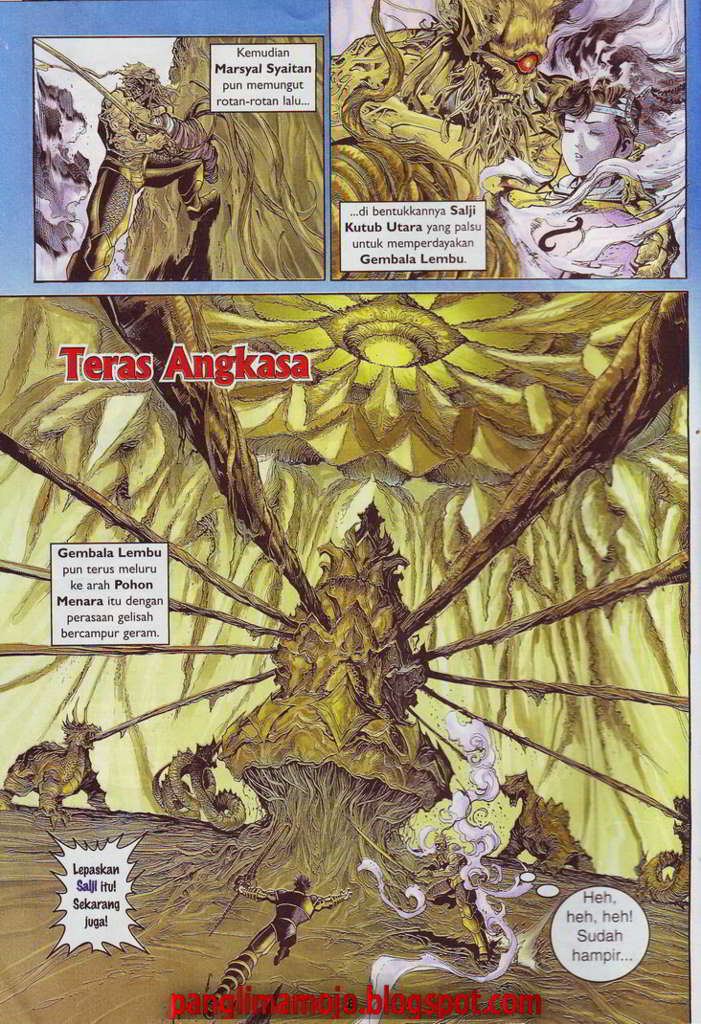 Kemudian
Marsyal Syaitan
pun memungut
rotan-rotan lalu...
...di bentukkannya Salji
Kutub Utara yang palsu
untuk memperdayakan
Gembala Lembu.
Teras Angkasa
Gembala Lembu
pun terus meluru
ke arah Pohon
Menara itu dengan
perasaan gelisah
bercampur geram.
Lepaskan
Salji itu!
Sekarang
juga!
Heh,
heh, heh!
Sudah
hampir...
panglimamojo.blogspot.com